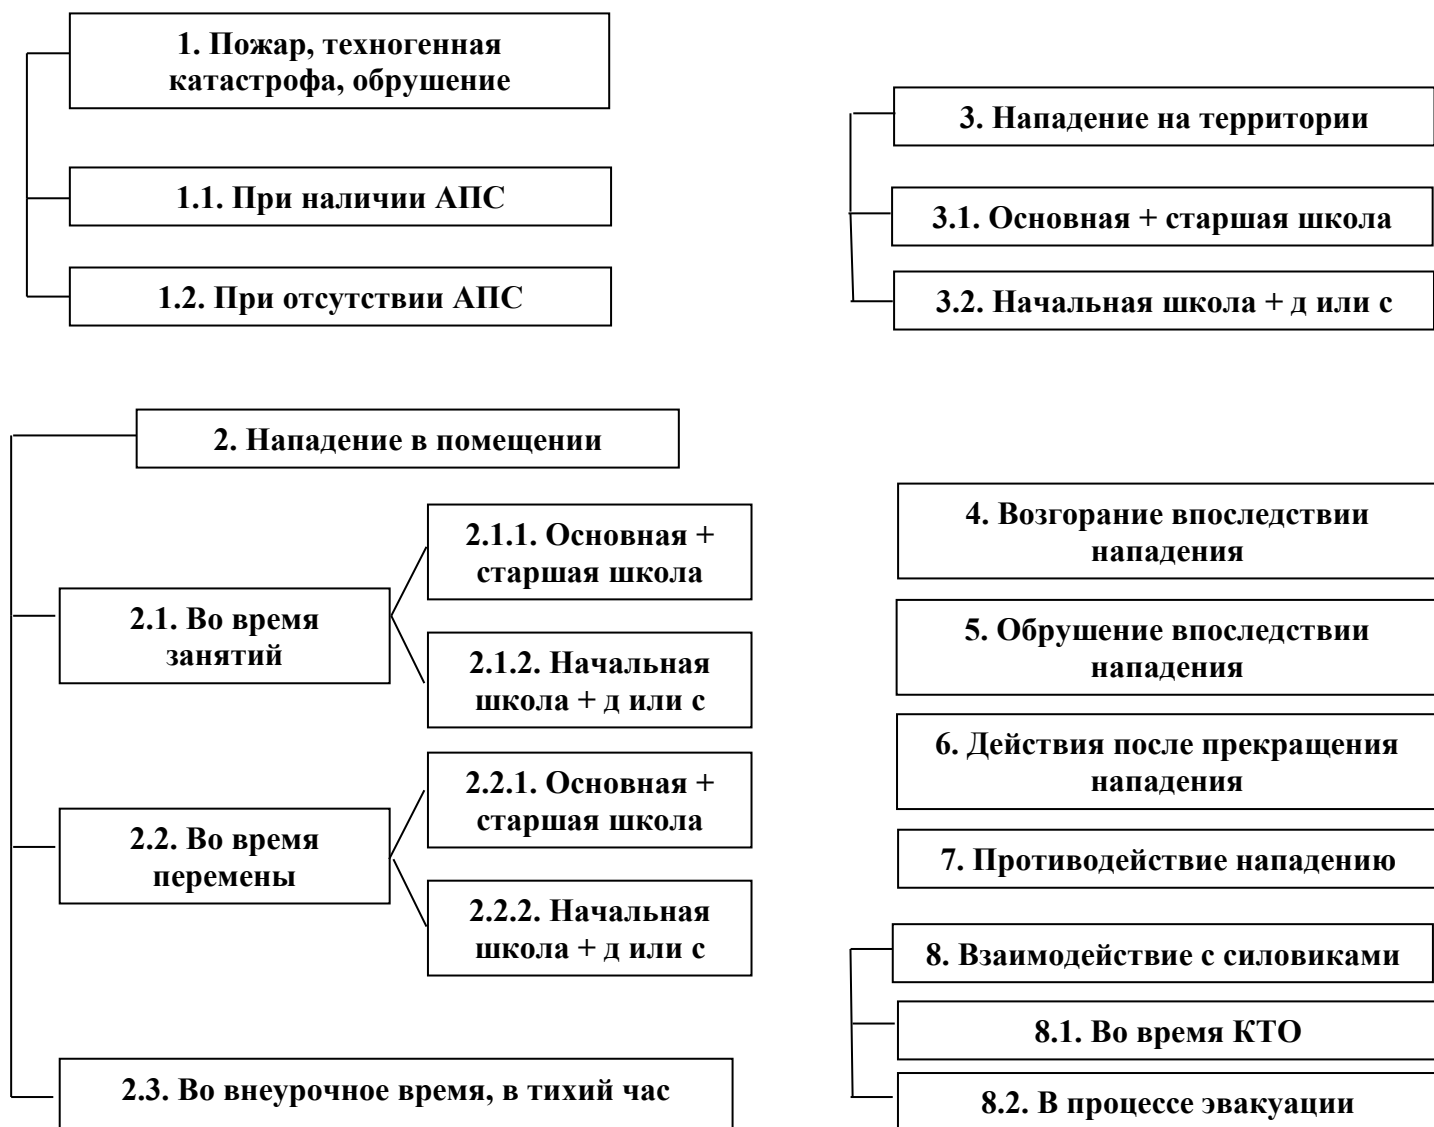 1. Пожар, техногенная
катастрофа, обрушение
1.1. При наличии АПС
1.2. При отсутствии АПС
3. Нападение на территории
3.1. Основная + старшая школа
3.2. Начальная школа + д или с
2. Нападение в помещении
2.1. Во время
занятий
2.1.1. Основная +
старшая школа
2.1.2. Начальная
школа + д или с
2.2. Во время
перемены
2.2.1. Основная +
старшая школа
2.2.2. Начальная
школа + д или с
2.3. Во внеурочное время, в тихий час
4. Возгорание впоследствии
нападения
5. Обрушение впоследствии
нападения
6. Действия после прекращения
нападения
7. Противодействие нападению
8. Взаимодействие с силовиками
8.1. Во время КТО
8.2. В процессе эвакуации